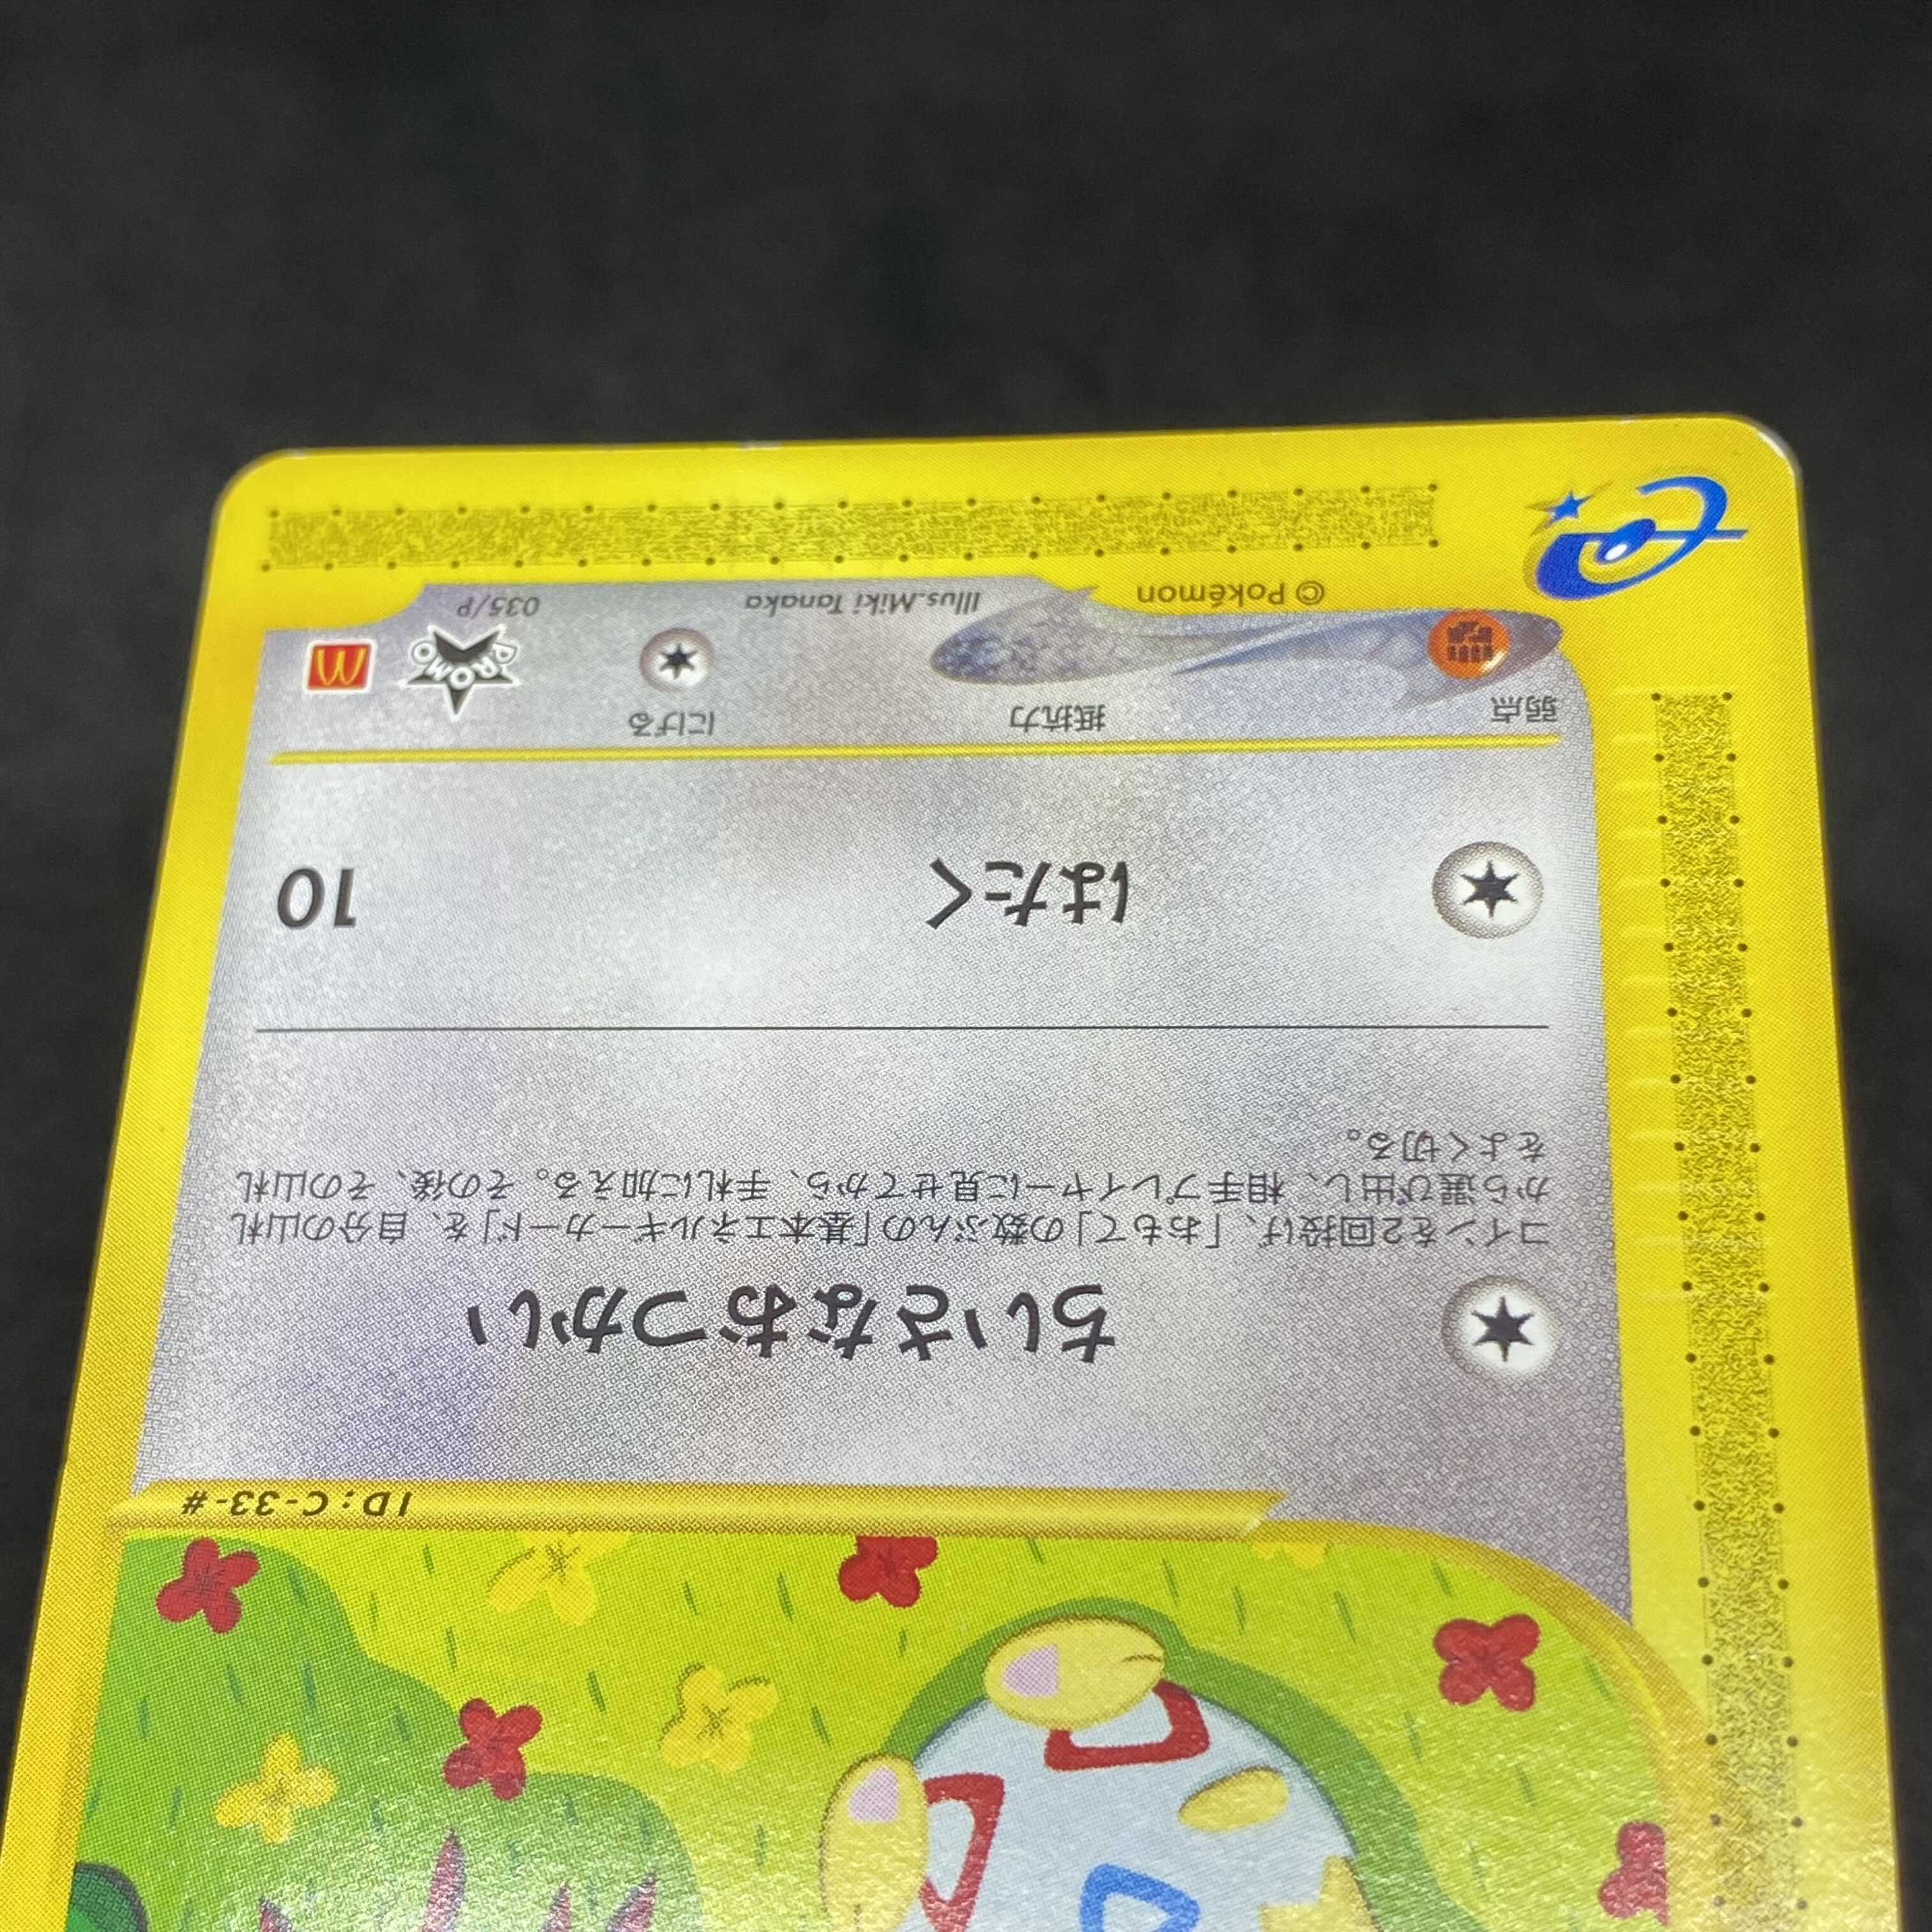 ID:C-33-#
ちいさなおつかい
コインを2回投げ、「おもて」の数ぶんの「基本エネルギーカード」を、自分の山札
から選び出し、相手プレイヤーに見せてから、手札に加える。その後、その山札
をよく切る。
はたく 10
弱点 抵抗力 にげる
PROMO
© Pokémon Illus.Miki Tanaka 035/P